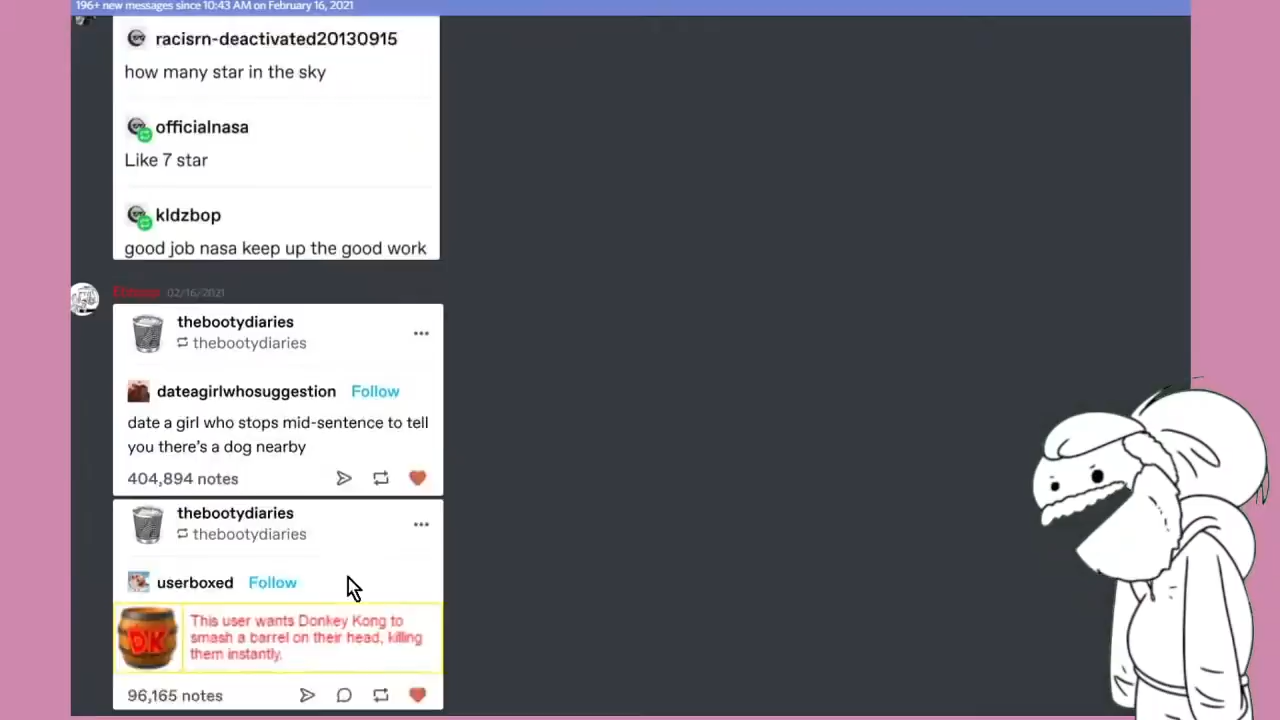 196+ new messages since 10:43 AM on February 16, 2021
racisrn-deactivated20130915
how many star in the sky
officialnasa
Like 7 star
kldzbop
good job nasa keep up the good work
02/16/2021
thebootydiaries
thebootydiaries
dateagirlwhosuggestion Follow
date a girl who stops mid-sentence to tell
you there's a dog nearby
404,894 notes
thebootydiaries
thebootydiaries
userboxed Follow
DK
This user wants Donkey Kong to
smash a barrel on their head, killing
them instantly.
96,165 notes